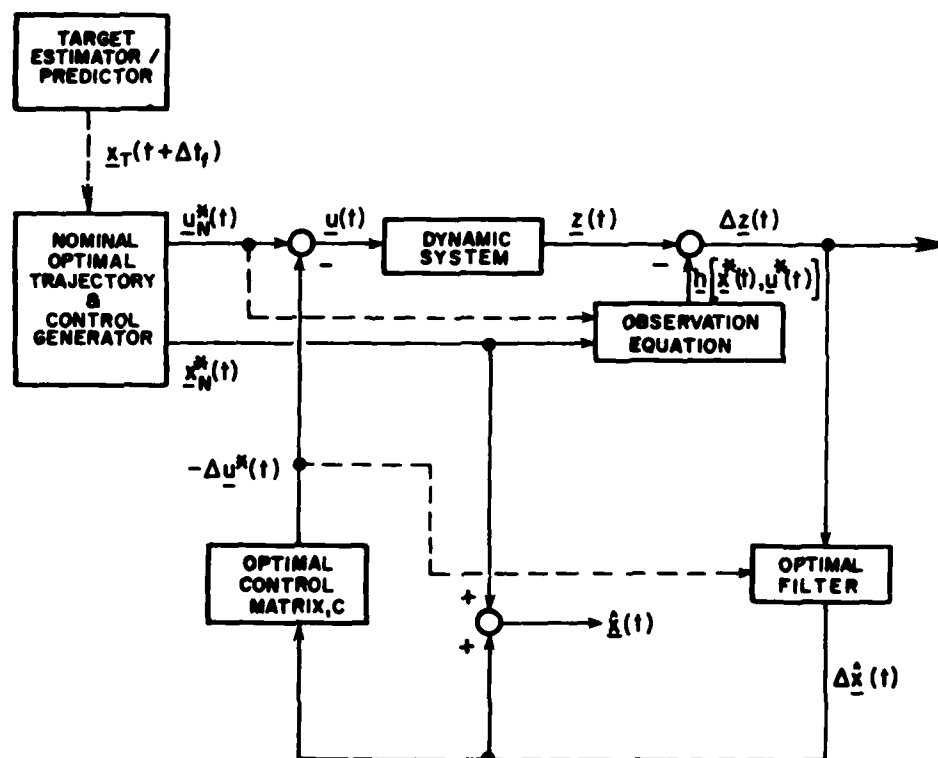 TARGET
ESTIMATOR /
PREDICTOR
x_T(t+Δt_f)
NOMINAL
OPTIMAL
TRAJECTORY
&
CONTROL
GENERATOR
u*_N(t)
u(t)
−
DYNAMIC
SYSTEM
z(t)
−
Δz(t)
h[x*(t),u*(t)]
OBSERVATION
EQUATION
x*_N(t)
-Δu*(t)
OPTIMAL
CONTROL
MATRIX,C
OPTIMAL
FILTER
+
+
x̂(t)
Δx̂(t)